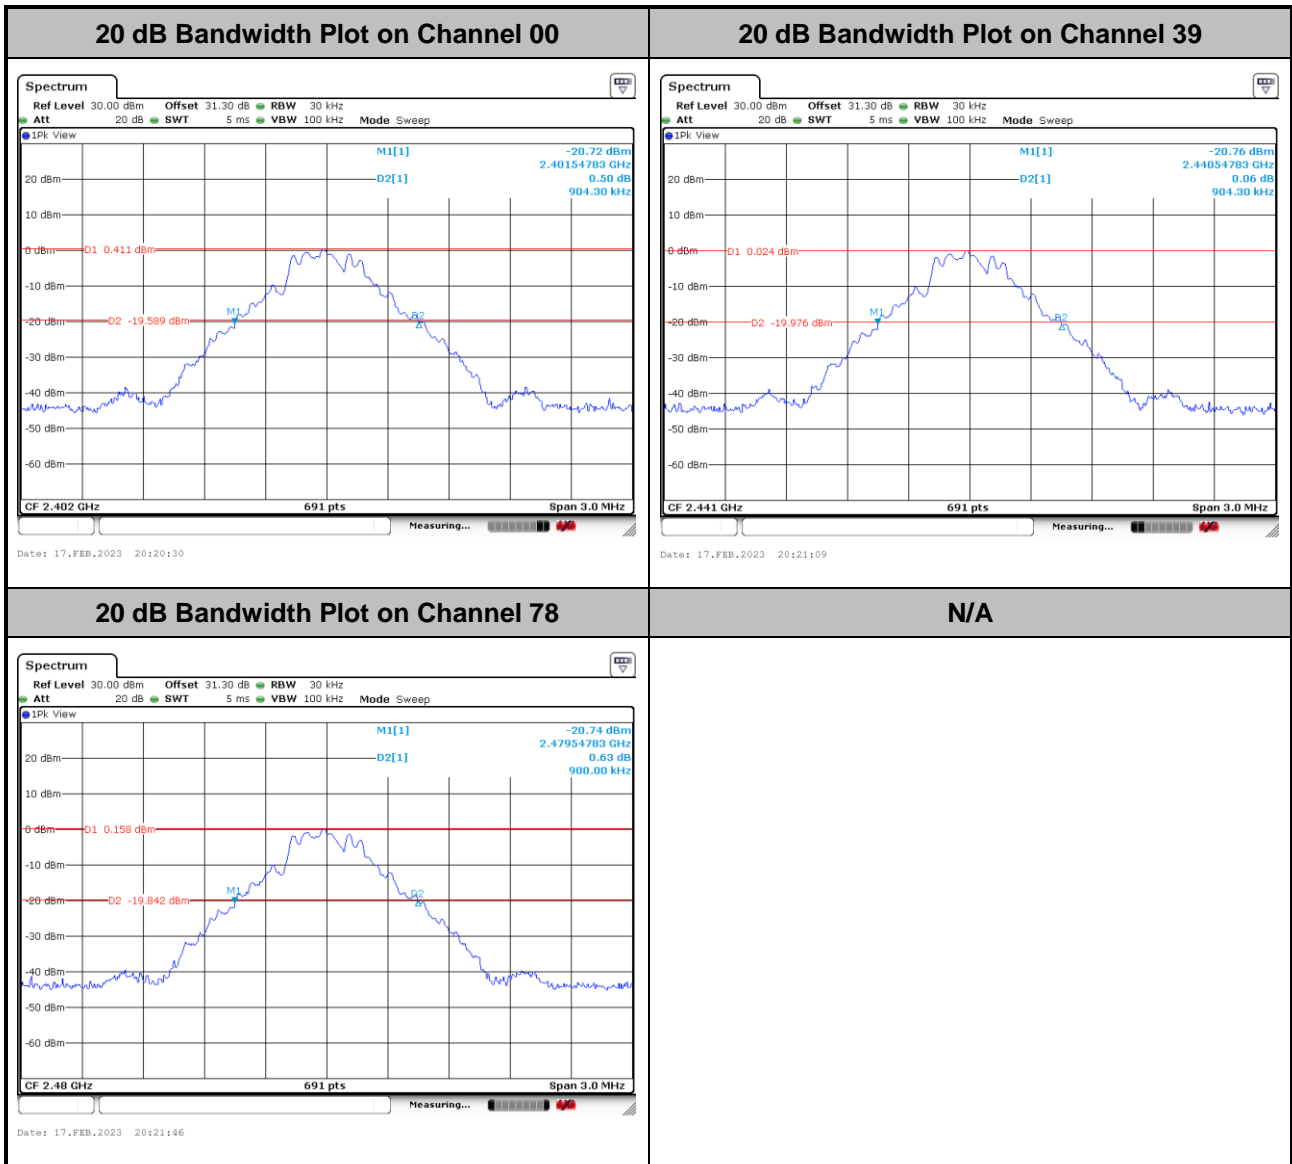 20 dB Bandwidth Plot on Channel 00
20 dB Bandwidth Plot on Channel 39
Spectrum
Ref Level 30.00 dBm Offset 31.30 dB RBW 30 kHz
Att 20 dB SWT 5 ms VBW 100 kHz Mode Sweep
1Pk View
M1[1] -20.72 dBm
2.40154783 GHz
D2[1] 0.50 dB
904.30 kHz
20 dBm
10 dBm
0 dBm
D1 0.411 dBm
-10 dBm
M1
D2
-20 dBm
D2 -19.589 dBm
-30 dBm
-40 dBm
-50 dBm
-60 dBm
CF 2.402 GHz 691 pts Span 3.0 MHz
Measuring...
Date: 17.FEB.2023 20:20:30
Spectrum
Ref Level 30.00 dBm Offset 31.30 dB RBW 30 kHz
Att 20 dB SWT 5 ms VBW 100 kHz Mode Sweep
1Pk View
M1[1] -20.76 dBm
2.44054783 GHz
D2[1] 0.06 dB
904.30 kHz
20 dBm
10 dBm
0 dBm
D1 0.024 dBm
-10 dBm
M1
D2
-20 dBm
D2 -19.976 dBm
-30 dBm
-40 dBm
-50 dBm
-60 dBm
CF 2.441 GHz 691 pts Span 3.0 MHz
Measuring...
Date: 17.FEB.2023 20:21:09
20 dB Bandwidth Plot on Channel 78
N/A
Spectrum
Ref Level 30.00 dBm Offset 31.30 dB RBW 30 kHz
Att 20 dB SWT 5 ms VBW 100 kHz Mode Sweep
1Pk View
M1[1] -20.74 dBm
2.47954783 GHz
D2[1] 0.63 dB
900.00 kHz
20 dBm
10 dBm
0 dBm
D1 0.158 dBm
-10 dBm
M1
D2
-20 dBm
D2 -19.842 dBm
-30 dBm
-40 dBm
-50 dBm
-60 dBm
CF 2.48 GHz 691 pts Span 3.0 MHz
Measuring...
Date: 17.FEB.2023 20:21:46